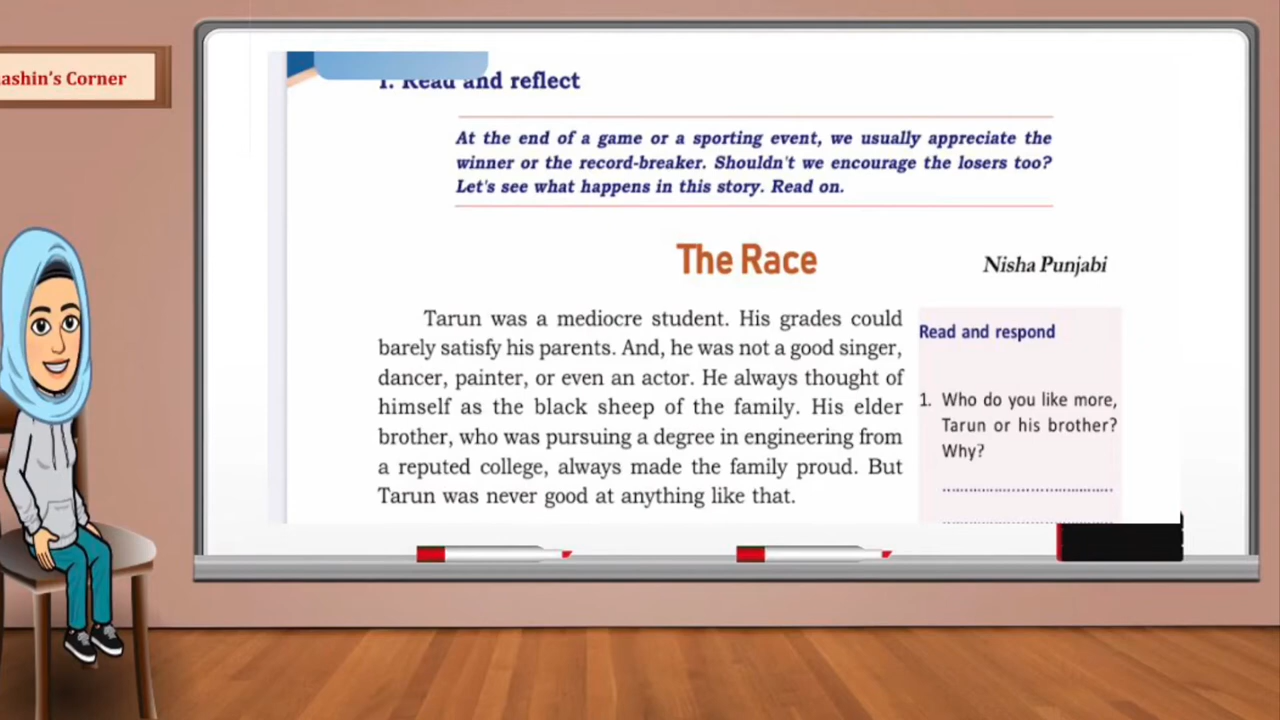 ashin's Corner
I. Read and reflect
At the end of a game or a sporting event, we usually appreciate the
winner or the record-breaker. Shouldn't we encourage the losers too?
Let's see what happens in this story. Read on.
The Race
Nisha Punjabi
Tarun was a mediocre student. His grades could
barely satisfy his parents. And, he was not a good singer,
dancer, painter, or even an actor. He always thought of
himself as the black sheep of the family. His elder
brother, who was pursuing a degree in engineering from
a reputed college, always made the family proud. But
Tarun was never good at anything like that.
Read and respond
1. Who do you like more,
Tarun or his brother?
Why?